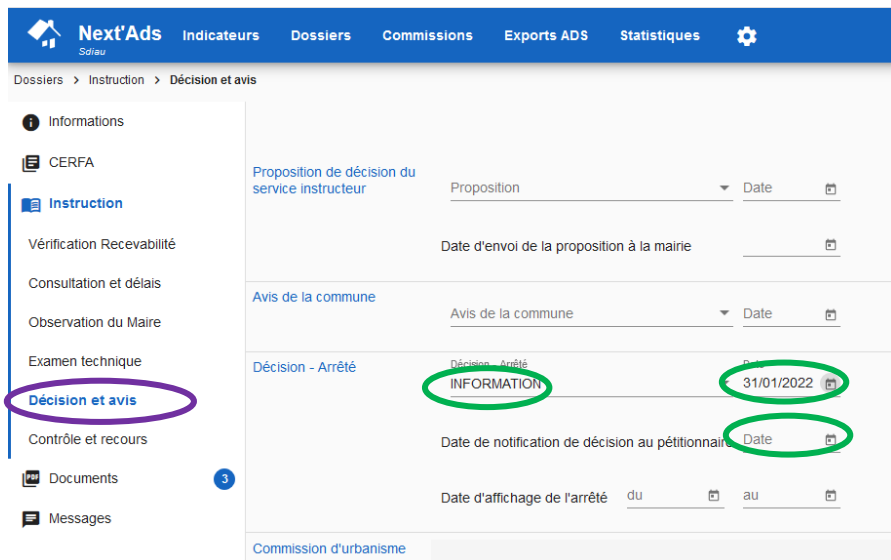 Next'Ads Indicateurs Dossiers Commissions Exports ADS Statistiques
Sdiau
Dossiers > Instruction > Décision et avis
Informations
CERFA
Instruction
Vérification Recevabilité
Consultation et délais
Observation du Maire
Examen technique
Décision et avis
Contrôle et recours
PDF Documents 3
Messages
Proposition de décision du
service instructeur
Proposition Date
Date d'envoi de la proposition à la mairie
Avis de la commune
Avis de la commune Date
Décision - Arrêté
Décision - Arrêté Date
INFORMATION 31/01/2022
Date de notification de décision au pétitionnaire Date
Date d'affichage de l'arrêté du au
Commission d'urbanisme